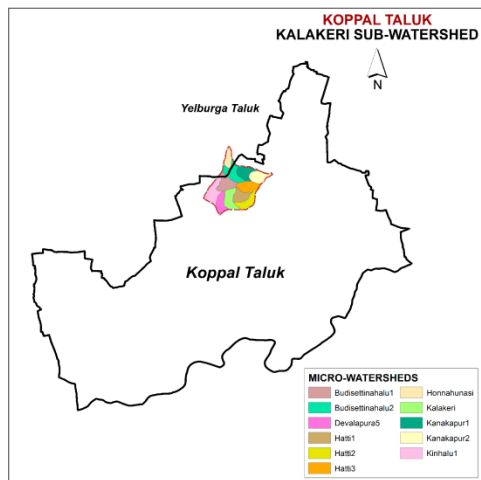 KOPPAL TALUK
KALAKERI SUB-WATERSHED
N
Yelburga Taluk
Koppal Taluk
MICRO-WATERSHEDS
Budisettinahalu1
Honnahunasi
Budisettinahalu2
Kalakeri
Devalapura5
Kanakapur1
Hatti1
Kanakapur2
Hatti2
Kinhalu1
Hatti3